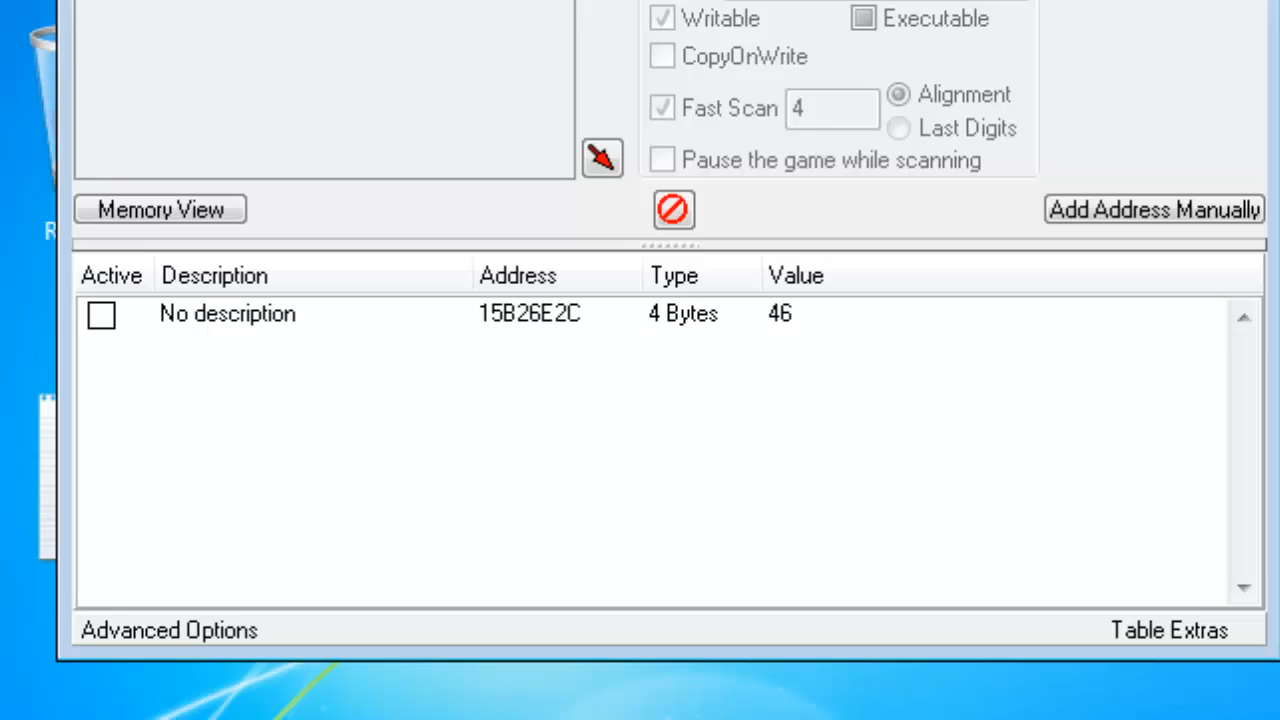 Writable Executable
CopyOnWrite
Fast Scan 4 Alignment
Last Digits
Pause the game while scanning
Memory View Add Address Manually
R
Active Description Address Type Value
No description 15B26E2C 4 Bytes 46
Advanced Options Table Extras